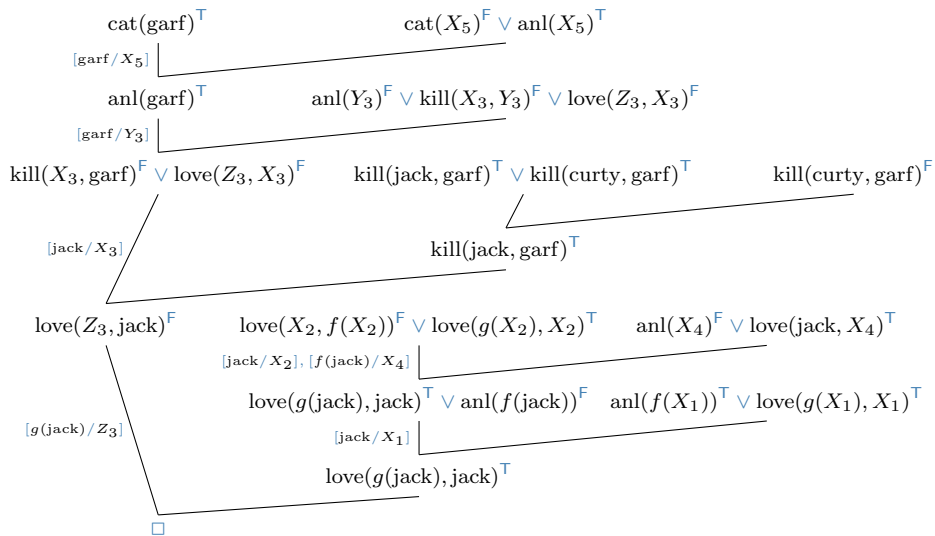 cat(garf)^T cat(X_5)^F ∨ anl(X_5)^T
[garf/X_5]
anl(garf)^T anl(Y_3)^F ∨ kill(X_3, Y_3)^F ∨ love(Z_3, X_3)^F
[garf/Y_3]
kill(X_3, garf)^F ∨ love(Z_3, X_3)^F kill(jack, garf)^T ∨ kill(curty, garf)^T kill(curty, garf)^F
[jack/X_3]
kill(jack, garf)^T
love(Z_3, jack)^F love(X_2, f(X_2))^F ∨ love(g(X_2), X_2)^T anl(X_4)^F ∨ love(jack, X_4)^T
[jack/X_2], [f(jack)/X_4]
love(g(jack), jack)^T ∨ anl(f(jack))^F anl(f(X_1))^T ∨ love(g(X_1), X_1)^T
[g(jack)/Z_3] [jack/X_1]
love(g(jack), jack)^T
□